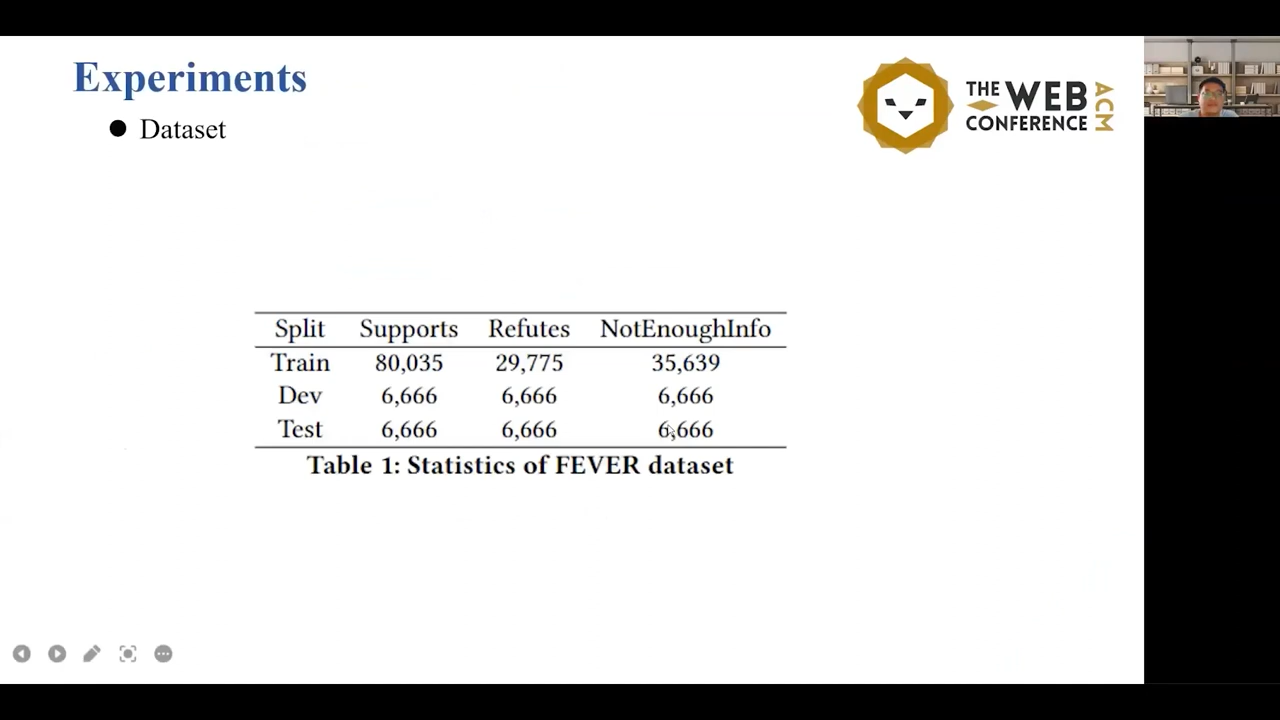 Experiments
● Dataset
THE WEB CONFERENCE ACM
Split Supports Refutes NotEnoughInfo
Train 80,035 29,775 35,639
Dev 6,666 6,666 6,666
Test 6,666 6,666 6,666
Table 1: Statistics of FEVER dataset